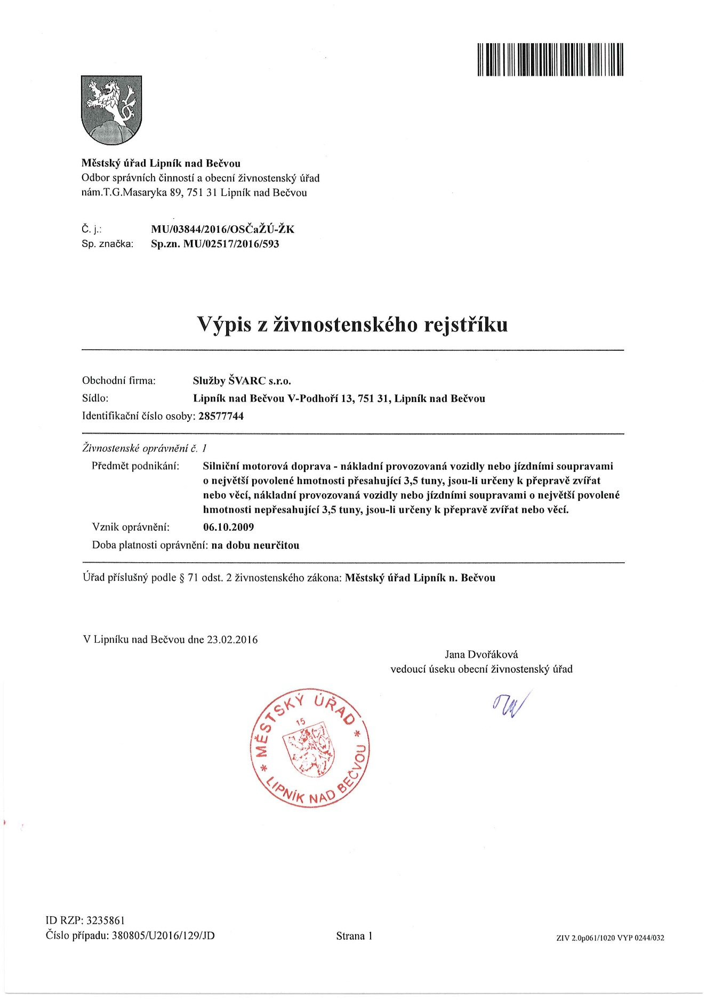 Městský úřad Lipník nad Bečvou
Odbor správních činností a obecní živnostenský úřad
nám.T.G.Masaryka 89, 751 31 Lipník nad Bečvou
Č. j.: MU/03844/2016/OSČaŽÚ-ŽK
Sp. značka: Sp.zn. MU/02517/2016/593
Výpis z živnostenského rejstříku
Obchodní firma: Služby ŠVARC s.r.o.
Sídlo: Lipník nad Bečvou V-Podhoří 13, 751 31, Lipník nad Bečvou
Identifikační číslo osoby: 28577744
Živnostenské oprávnění č. 1
Předmět podnikání: Silniční motorová doprava - nákladní provozovaná vozidly nebo jízdními soupravami
o největší povolené hmotnosti přesahující 3,5 tuny, jsou-li určeny k přepravě zvířat
nebo věcí, nákladní provozovaná vozidly nebo jízdními soupravami o největší povolené
hmotnosti nepřesahující 3,5 tuny, jsou-li určeny k přepravě zvířat nebo věcí.
Vznik oprávnění: 06.10.2009
Doba platnosti oprávnění: na dobu neurčitou
Úřad příslušný podle § 71 odst. 2 živnostenského zákona: Městský úřad Lipník n. Bečvou
V Lipníku nad Bečvou dne 23.02.2016
Jana Dvořáková
vedoucí úseku obecní živnostenský úřad
* MĚSTSKÝ ÚŘAD *
15
LIPNÍK NAD BEČVOU
ID RZP: 3235861
Číslo případu: 380805/U2016/129/JD
Strana 1
ZIV 2.0p061/1020 VYP 0244/032